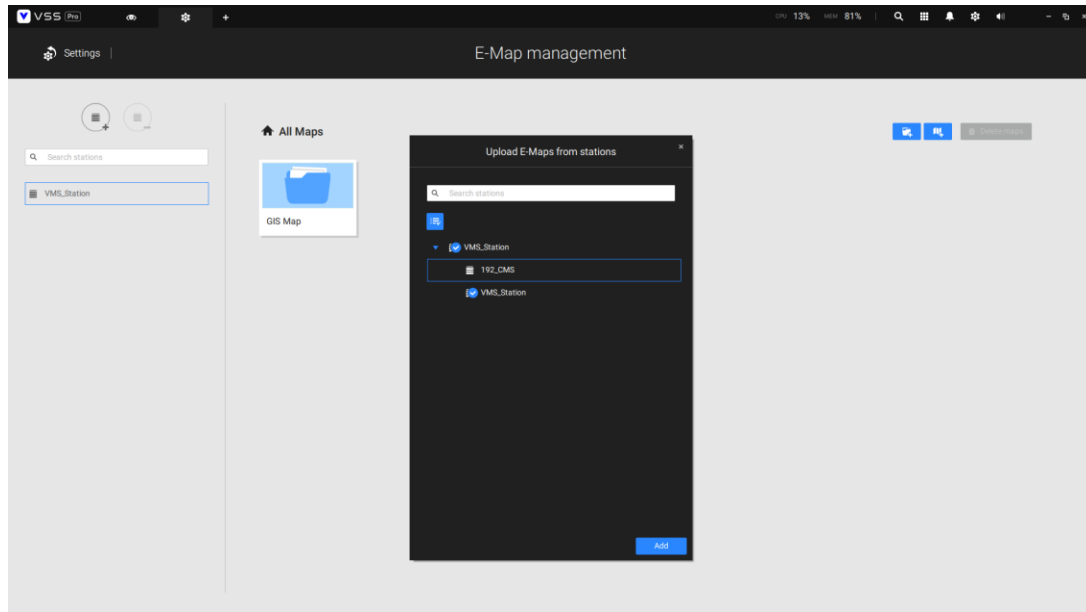 VSS Pro
CPU 13% MEM 81%
Settings
E-Map management
Search stations
VMS_Station
All Maps
GIS Map
Delete maps
Upload E-Maps from stations
Search stations
VMS_Station
192_CMS
VMS_Station
Add